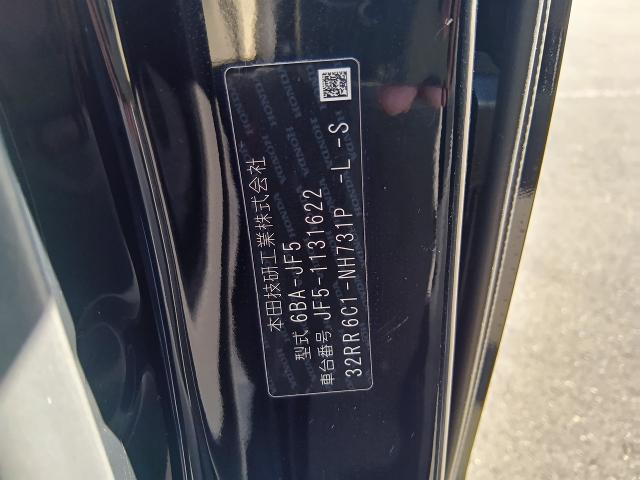 本田技研工業株式会社
型式 6BA-JF5
車台番号 JF5-1131622
32RR6C1-NH731P -L-S